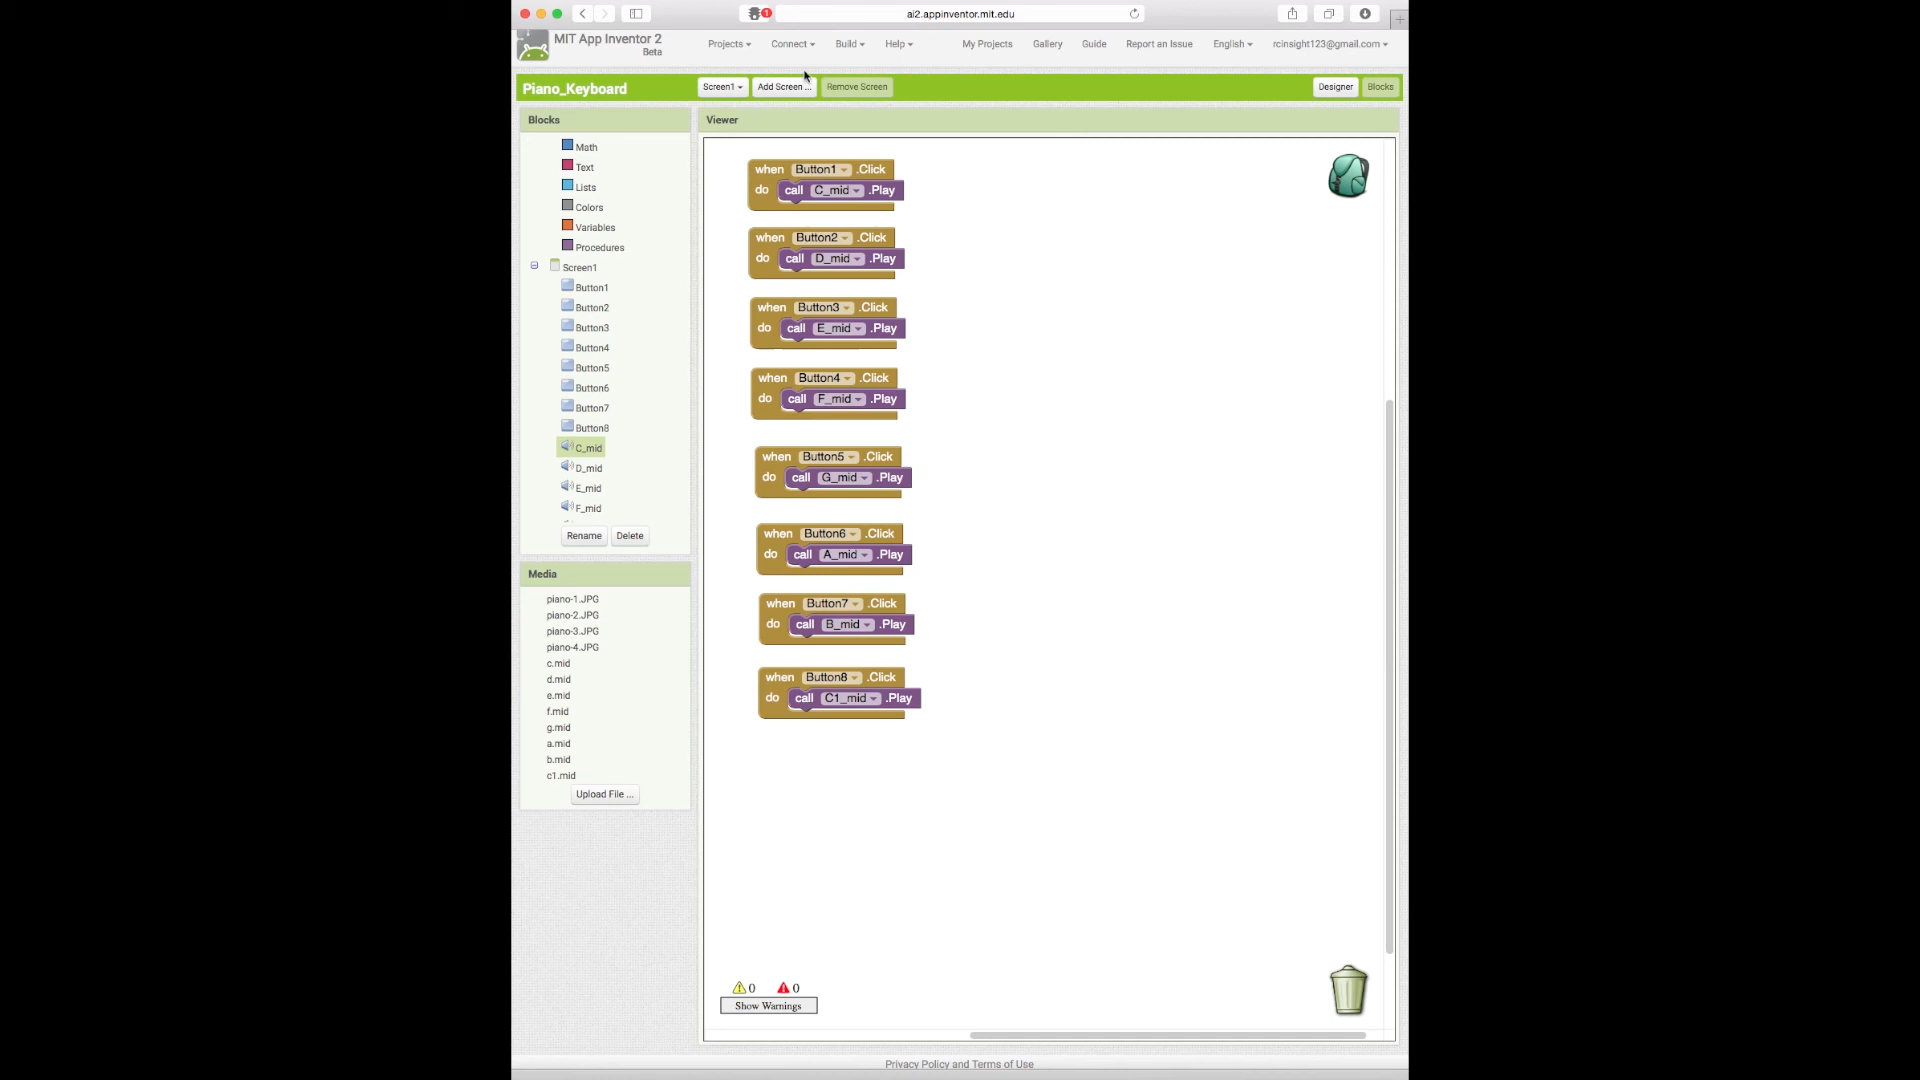 1
ai2.appinventor.mit.edu
MIT App Inventor 2
Beta
Projects Connect Build Help My Projects Gallery Guide Report an Issue English rcinsight123@gmail.com
Piano_Keyboard Screen1 Add Screen ... Remove Screen Designer Blocks
Blocks
Math
Text
Lists
Colors
Variables
Procedures
Screen1
Button1
Button2
Button3
Button4
Button5
Button6
Button7
Button8
C_mid
D_mid
E_mid
F_mid
Rename Delete
Media
piano-1.JPG
piano-2.JPG
piano-3.JPG
piano-4.JPG
c.mid
d.mid
e.mid
f.mid
g.mid
a.mid
b.mid
c1.mid
Upload File ...
Viewer
when Button1 .Click
do call C_mid .Play
when Button2 .Click
do call D_mid .Play
when Button3 .Click
do call E_mid .Play
when Button4 .Click
do call F_mid .Play
when Button5 .Click
do call G_mid .Play
when Button6 .Click
do call A_mid .Play
when Button7 .Click
do call B_mid .Play
when Button8 .Click
do call C1_mid .Play
0 0
Show Warnings
Privacy Policy and Terms of Use